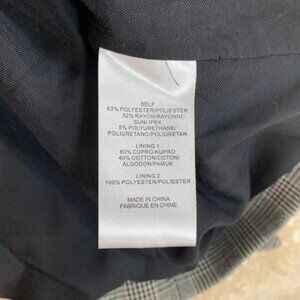 SELF
63% POLYESTER/POLIESTER
32% RAYON/RAYONNE/
SUNI IPEK
5% POLYURETHANE/
POLIURETANO/POLIURETAN
LINING 1
60% CUPRO/KUPRO
40% COTTON/COTON/
ALGODON/PAMUK
LINING 2
100% POLYESTER/POLIESTER
MADE IN CHINA
FABRIQUE EN CHINE